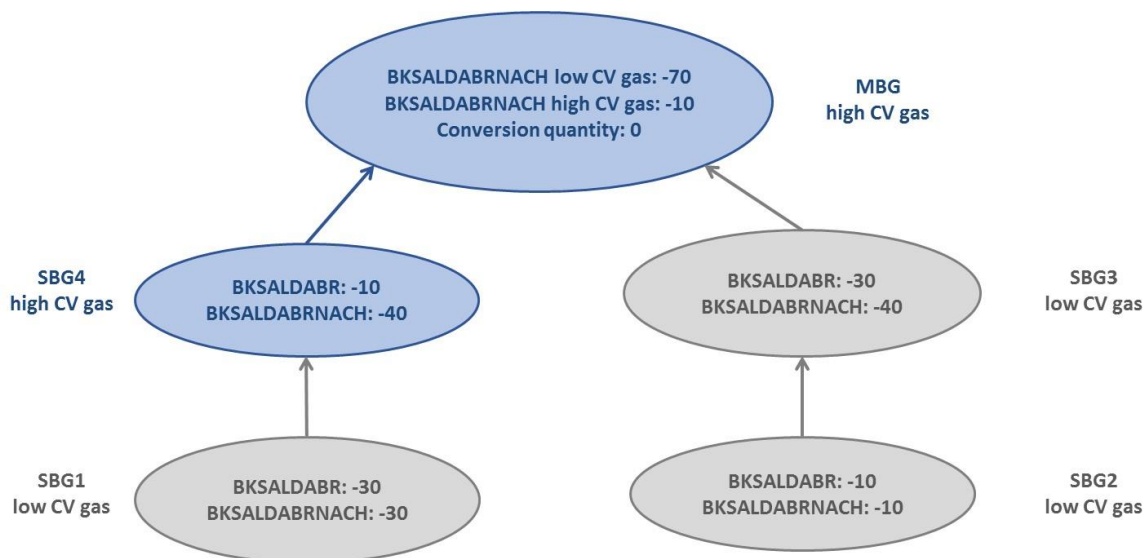 BKSALDABRNACH low CV gas: -70
BKSALDABRNACH high CV gas: -10
Conversion quantity: 0
MBG
high CV gas
SBG4
high CV gas
BKSALDABR: -10
BKSALDABRNACH: -40
BKSALDABR: -30
BKSALDABRNACH: -40
SBG3
low CV gas
SBG1
low CV gas
BKSALDABR: -30
BKSALDABRNACH: -30
BKSALDABR: -10
BKSALDABRNACH: -10
SBG2
low CV gas